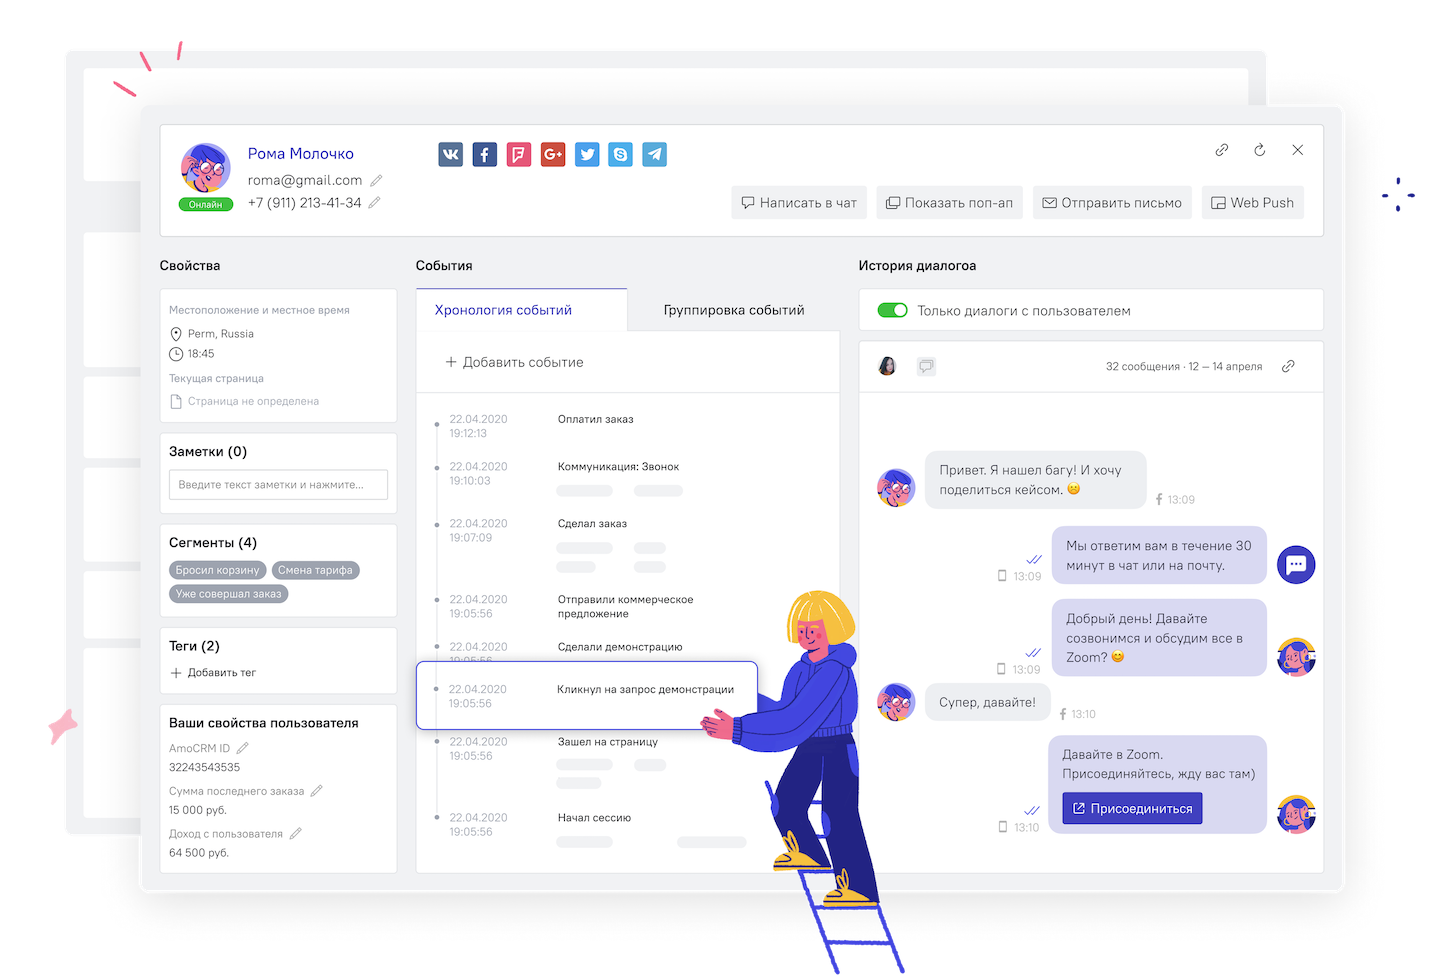 Рома Молочко
roma@gmail.com
Онлайн
+7 (911) 213-41-34
Написать в чат
Показать поп-ап
Отправить письмо
Web Push
Свойства
Местоположение и местное время
Perm, Russia
18:45
Текущая страница
Страница не определена
Заметки (0)
Введите текст заметки и нажмите...
Сегменты (4)
Бросил корзину
Смена тарифа
Уже совершал заказ
Теги (2)
+ Добавить тег
Ваши свойства пользователя
AmoCRM ID
32243543535
Сумма последнего заказа
15 000 руб.
Доход с пользователя
64 500 руб.
События
Хронология событий
Группировка событий
+ Добавить событие
22.04.2020
19:12:13
Оплатил заказ
22.04.2020
19:10:03
Коммуникация: Звонок
22.04.2020
19:07:09
Сделал заказ
22.04.2020
19:05:56
Отправили коммерческое
предложение
22.04.2020
19:05:56
Сделали демонстрацию
22.04.2020
19:05:56
Кликнул на запрос демонстрации
22.04.2020
19:05:56
Зашел на страницу
22.04.2020
19:05:56
Начал сессию
История диалогоа
Только диалоги с пользователем
32 сообщения · 12 — 14 апреля
Привет. Я нашел багу! И хочу
поделиться кейсом. ☹️
13:09
Мы ответим вам в течение 30
минут в чат или на почту.
13:09
Добрый день! Давайте
созвонимся и обсудим все в
Zoom? 😊
13:09
Супер, давайте!
13:10
Давайте в Zoom.
Присоединяйтесь, жду вас там)
Присоединиться
13:10